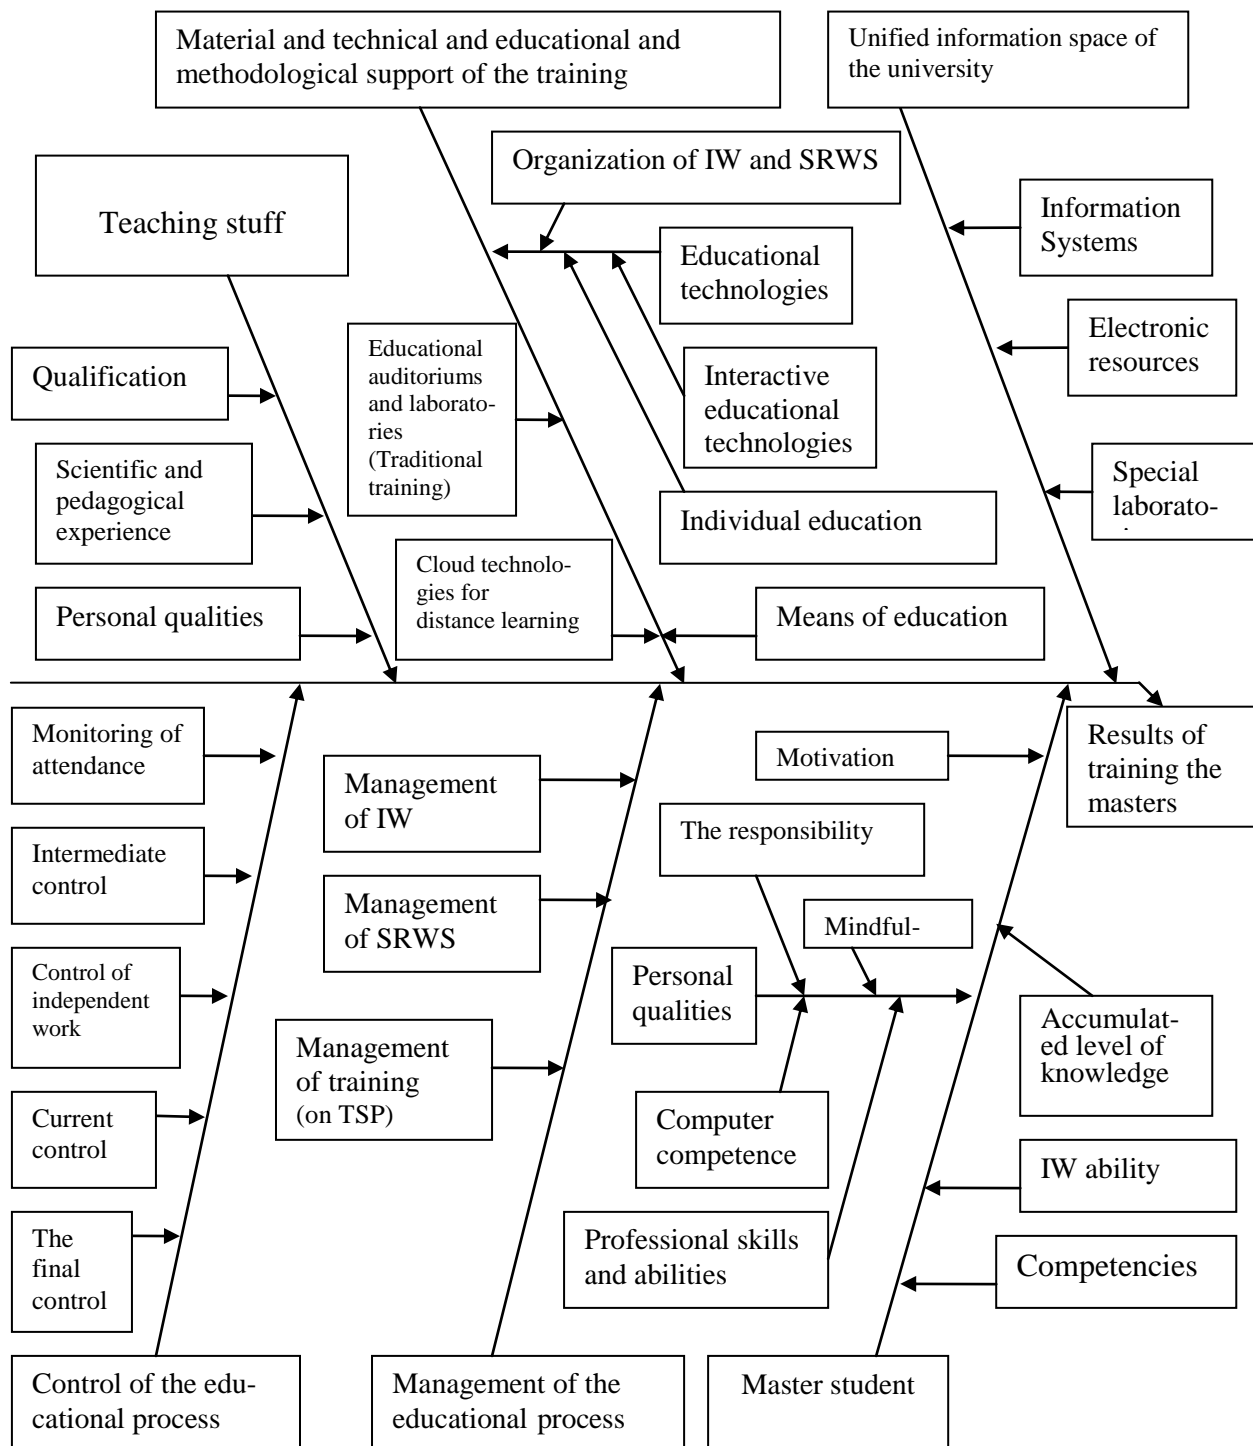 Material and technical and educational and
methodological support of the training
Unified information space of
the university
Organization of IW and SRWS
Teaching stuff
Information
Systems
Educational
technologies
Educational
auditoriums
and laborato-
ries
(Traditional
training)
Electronic
resources
Qualification
Interactive
educational
technologies
Scientific and
pedagogical
experience
Special
laborato-
Individual education
Cloud technolo-
gies for
distance learning
Personal qualities
Means of education
Monitoring of
attendance
Motivation
Results of
training the
masters
Management
of IW
The responsibility
Intermediate
control
Management
of SRWS
Mindful-
Control of
independent
work
Personal
qualities
Accumulat-
ed level of
knowledge
Management
of training
(on TSP)
Current
control
Computer
competence
IW ability
The
final
control
Professional skills
and abilities
Competencies
Control of the edu-
cational process
Management of the
educational process
Master student